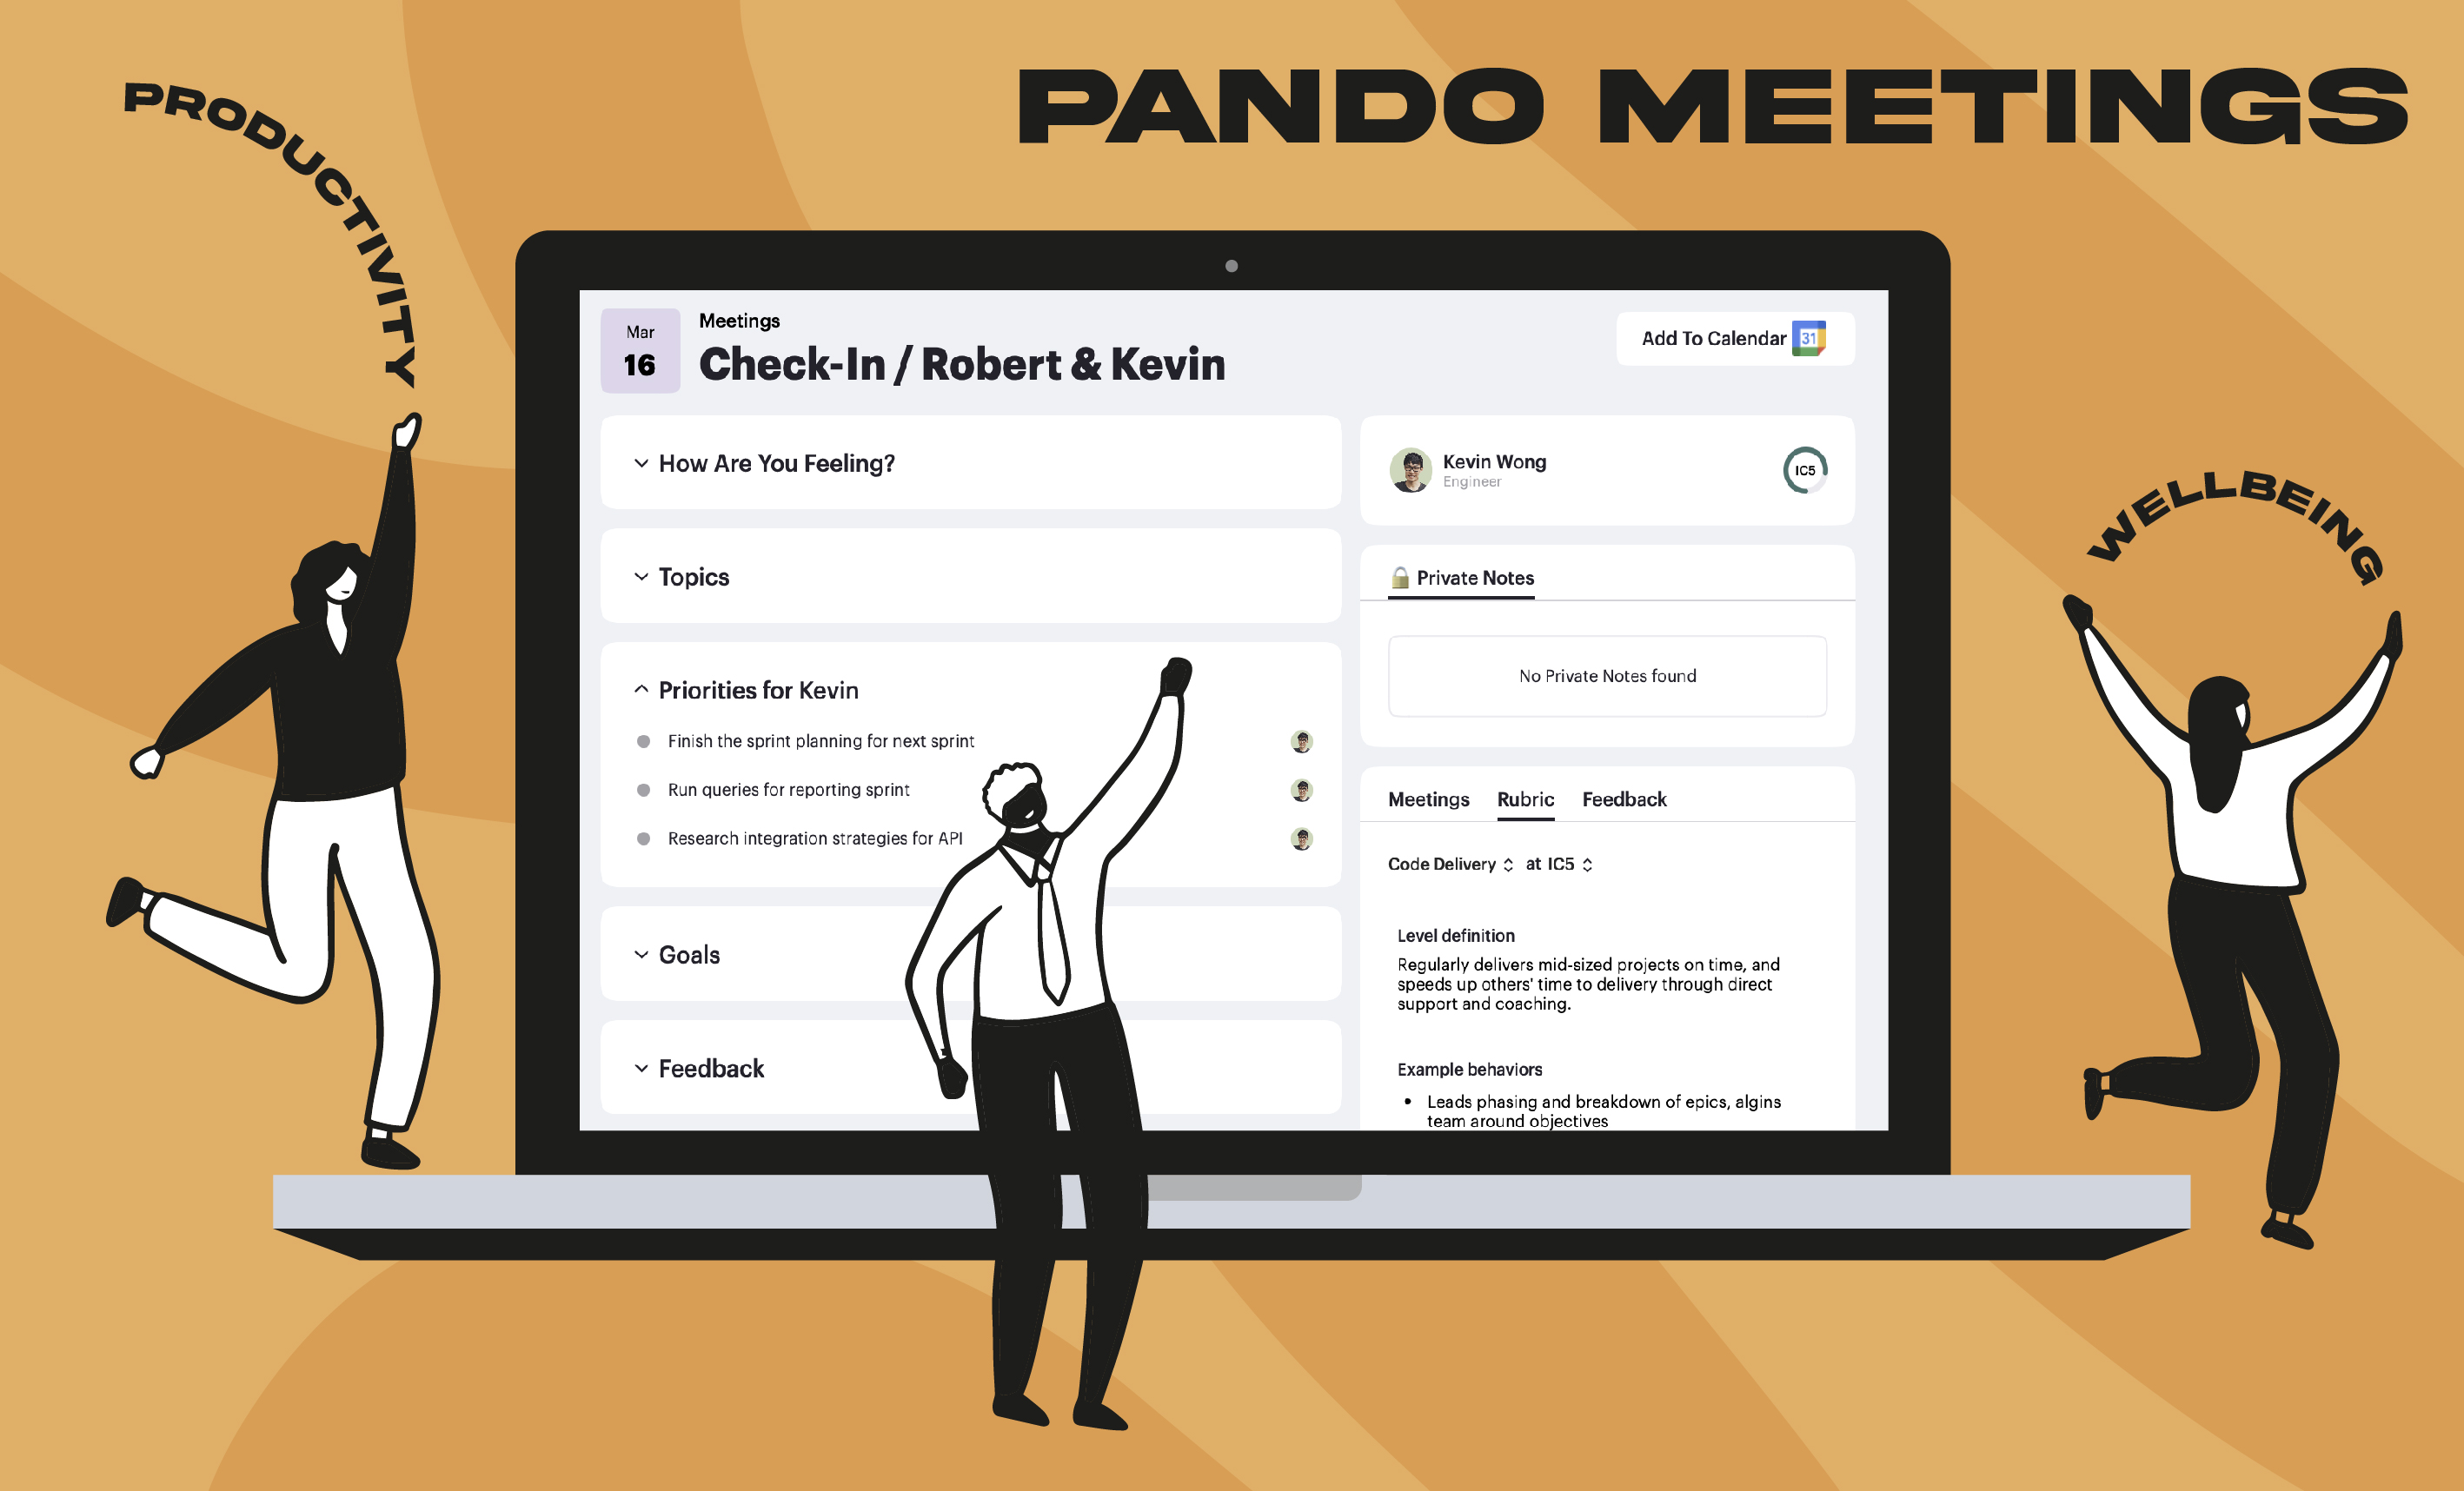 PRODUCTIVITY
PANDO MEETINGS
WELLBEING
Mar
16
Meetings
Check-In / Robert & Kevin
Add To Calendar
31
How Are You Feeling?
Topics
Priorities for Kevin
Finish the sprint planning for next sprint
Run queries for reporting sprint
Research integration strategies for API
Goals
Feedback
Kevin Wong
Engineer
IC5
Private Notes
No Private Notes found
Meetings Rubric Feedback
Code Delivery at IC5
Level definition
Regularly delivers mid-sized projects on time, and
speeds up others' time to delivery through direct
support and coaching.
Example behaviors
• Leads phasing and breakdown of epics, algins
team around objectives